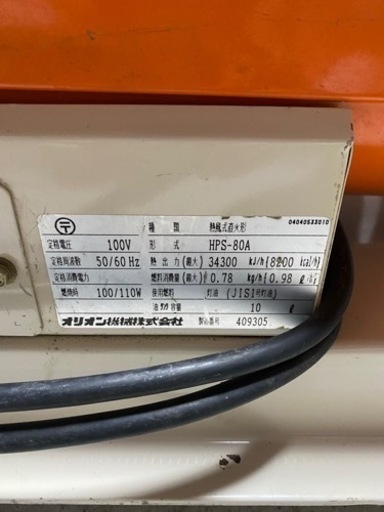 〒 種類 熱風式直火形 04040533010
定格電圧 100V 形式 HPS-80A
定格周波数 50/60 Hz 熱出力(最大) 34300 kJ/h {8200 kcal/h}
定格消費電力 燃料消費量(最大) 0.78 kg/h {0.98 ℓ/h}
燃焼時 100/110W 使用燃料 灯油 (JIS1号灯油)
油タンク容量 10 ℓ
オリオン機械株式会社 製造番号 409305